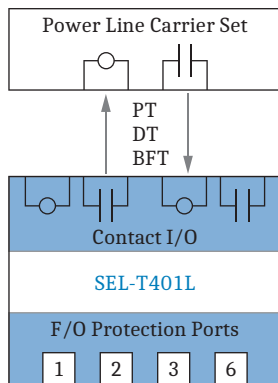 Power Line Carrier Set
PT
DT
BFT
Contact I/O
SEL-T401L
F/O Protection Ports
1 2 3 6